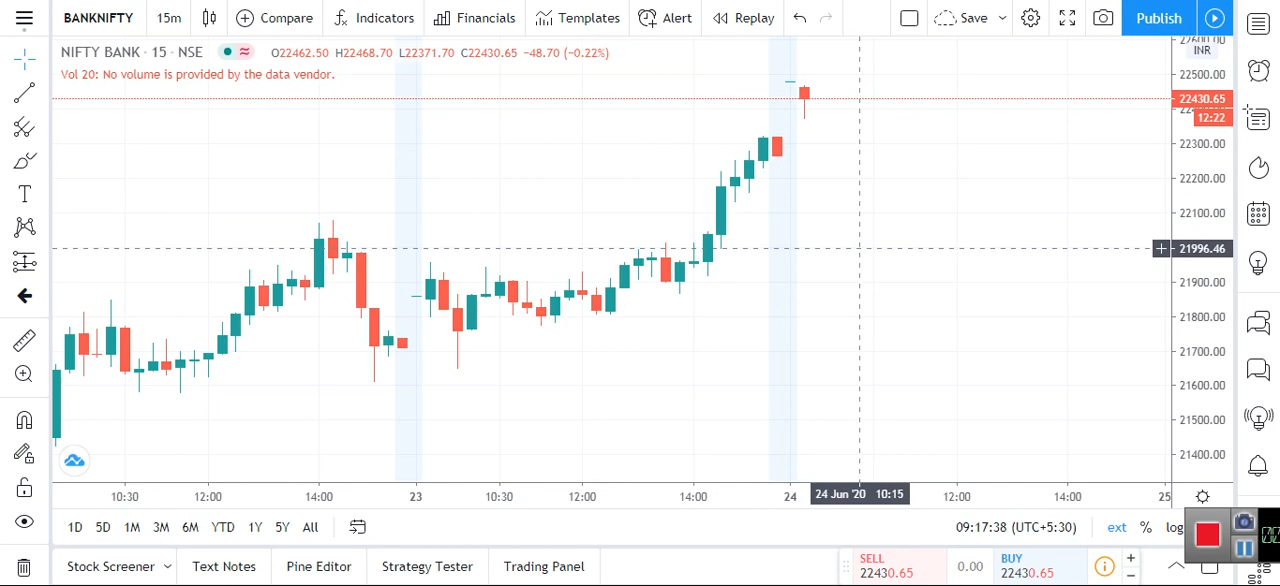 BANKNIFTY 15m Compare Indicators Financials Templates Alert Replay Save Publish
NIFTY BANK · 15 · NSE O22462.50 H22468.70 L22371.70 C22430.65 −48.70 (−0.22%)
INR
Vol 20: No volume is provided by the data vendor.
22500.00
22430.65
12:22
22300.00
22200.00
22100.00
21996.46
21900.00
21800.00
21700.00
21600.00
21500.00
21400.00
10:30 12:00 14:00 23 10:30 12:00 14:00 24 24 Jun '20 10:15 12:00 14:00 25
1D 5D 1M 3M 6M YTD 1Y 5Y All 09:17:38 (UTC+5:30) ext % log
Stock Screener Text Notes Pine Editor Strategy Tester Trading Panel
SELL
22430.65
0.00
BUY
22430.65